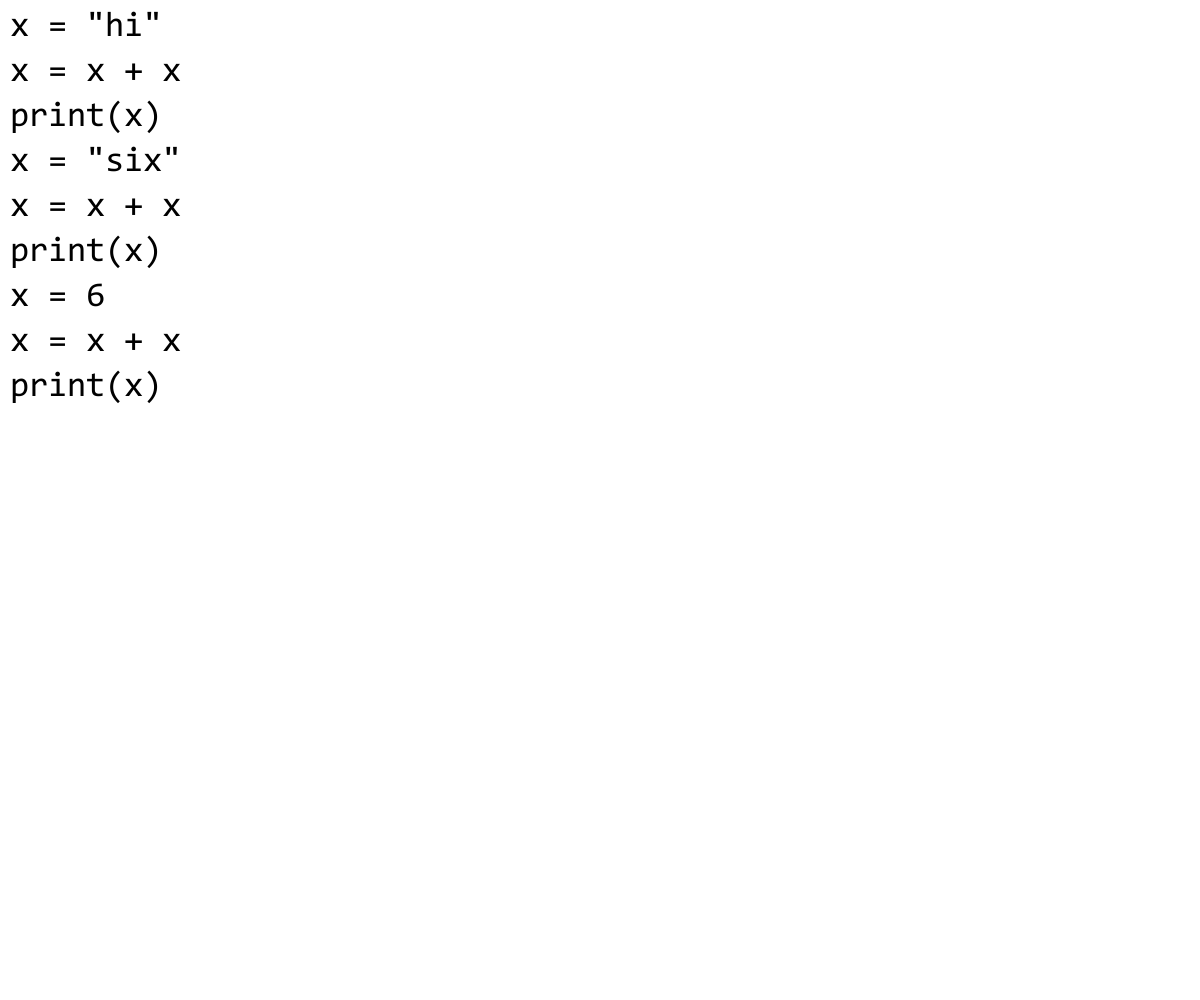 x = "hi"
x = x + x
print(x)
x = "six"
x = x + x
print(x)
x = 6
x = x + x
print(x)